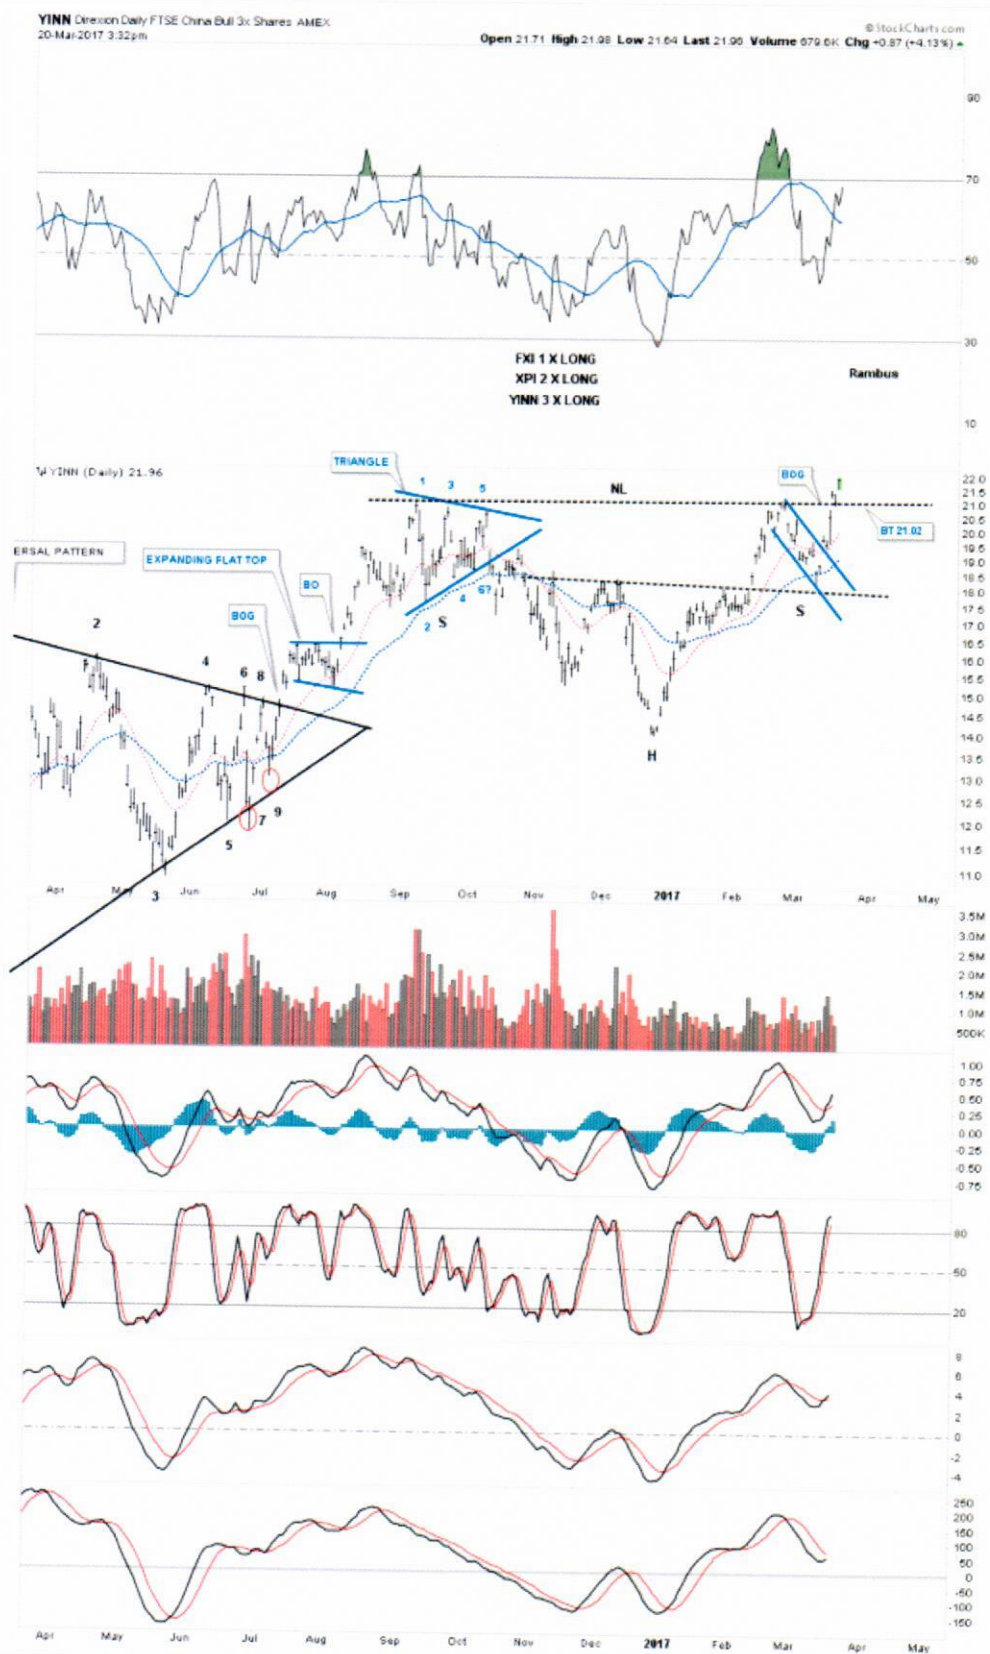 YINN Direxion Daily FTSE China Bull 3x Shares AMEX
© StockCharts.com
20-Mar-2017 3:32pm
Open 21.71 High 21.98 Low 21.64 Last 21.96 Volume 679.6K Chg +0.87 (+4.13%)
90
70
50
30
FXI 1 X LONG
XPI 2 X LONG
YINN 3 X LONG
Rambus
10
YINN (Daily) 21.96
TRIANGLE
1
3
5
NL
BOG
BT 21.02
ERSAL PATTERN
EXPANDING FLAT TOP
BO
BOG
2
4
6
8
2
S
4
6?
S
H
3
5
7
9
22.0
21.5
21.0
20.5
20.0
19.5
19.0
18.5
18.0
17.5
17.0
16.5
16.0
15.5
15.0
14.5
14.0
13.5
13.0
12.5
12.0
11.5
11.0
Apr May Jun Jul Aug Sep Oct Nov Dec 2017 Feb Mar Apr May
3.5M
3.0M
2.5M
2.0M
1.5M
1.0M
500K
1.00
0.75
0.50
0.25
0.00
-0.25
-0.50
-0.75
80
50
20
8
6
4
2
0
-2
-4
250
200
150
100
50
0
-50
-100
-150
Apr May Jun Jul Aug Sep Oct Nov Dec 2017 Feb Mar Apr May